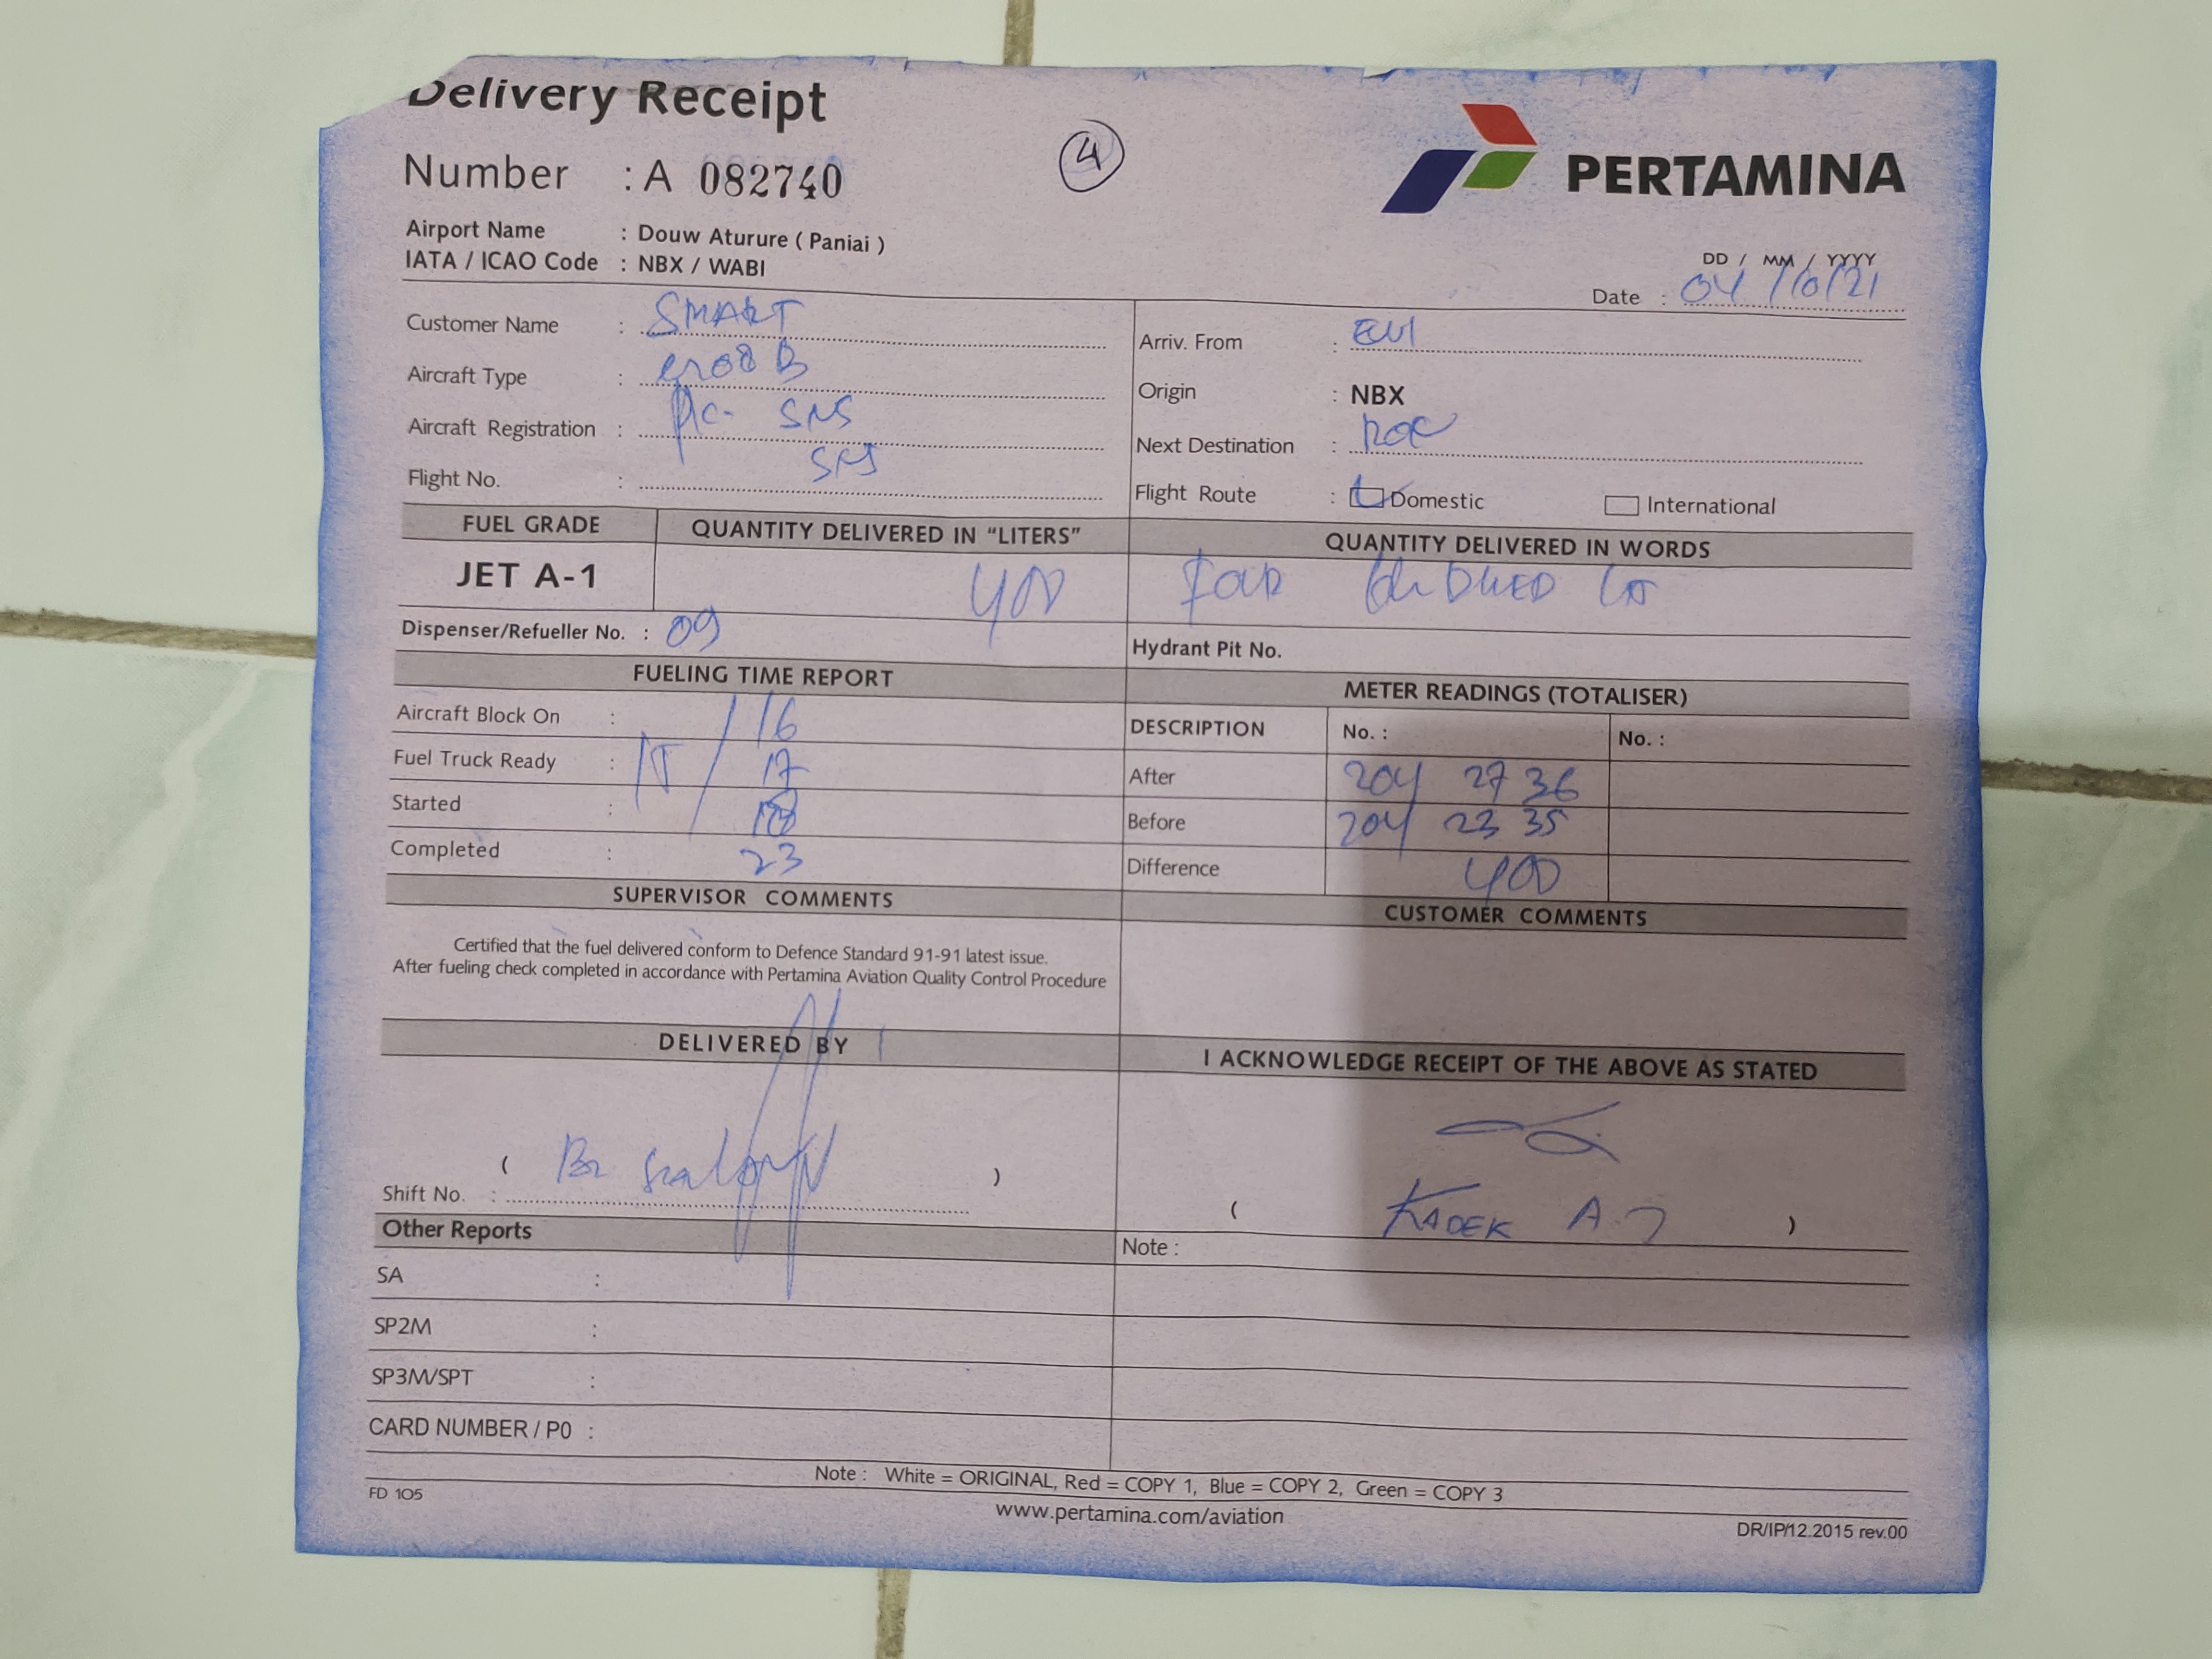 Delivery Receipt
4
PERTAMINA
Number : A 082740
Airport Name : Douw Aturure ( Paniai )
IATA / ICAO Code : NBX / WABI
DD / MM / YYYY
Date : 04/10/21
Customer Name : SMART
Arriv. From :
Aircraft Type : C208 B
Origin : NBX
Aircraft Registration : PK- SNS
Next Destination :
Flight No. :
Flight Route : Domestic International
FUEL GRADE
QUANTITY DELIVERED IN “LITERS”
QUANTITY DELIVERED IN WORDS
JET A-1
400
Dispenser/Refueller No. : 09
Hydrant Pit No.
FUELING TIME REPORT
METER READINGS (TOTALISER)
Aircraft Block On : 16
DESCRIPTION No. : No. :
Fuel Truck Ready : 17
After 204 27 36
Started : 18
Before 204 23 35
Completed : 23
Difference 400
SUPERVISOR COMMENTS
CUSTOMER COMMENTS
Certified that the fuel delivered conform to Defence Standard 91-91 latest issue.
After fueling check completed in accordance with Pertamina Aviation Quality Control Procedure
DELIVERED BY
I ACKNOWLEDGE RECEIPT OF THE ABOVE AS STATED
( )
Shift No. :
( KADEK A. )
Other Reports
Note :
SA :
SP2M :
SP3M/SPT :
CARD NUMBER / P0 :
Note : White = ORIGINAL, Red = COPY 1, Blue = COPY 2, Green = COPY 3
FD 105
www.pertamina.com/aviation
DR/IP/12.2015 rev.00